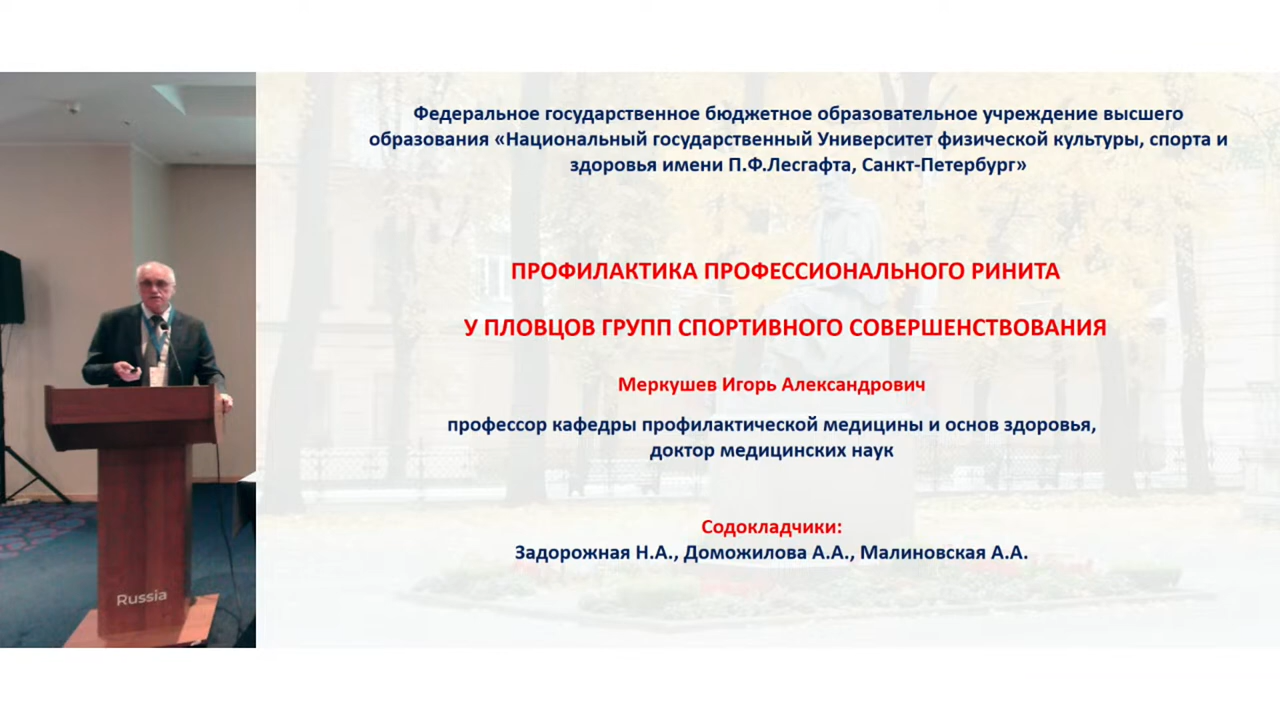 Федеральное государственное бюджетное образовательное учреждение высшего
образования «Национальный государственный Университет физической культуры, спорта и
здоровья имени П.Ф.Лесгафта, Санкт-Петербург»
ПРОФИЛАКТИКА ПРОФЕССИОНАЛЬНОГО РИНИТА
У ПЛОВЦОВ ГРУПП СПОРТИВНОГО СОВЕРШЕНСТВОВАНИЯ
Меркушев Игорь Александрович
профессор кафедры профилактической медицины и основ здоровья,
доктор медицинских наук
Содокладчики:
Задорожная Н.А., Доможилова А.А., Малиновская А.А.
Russia